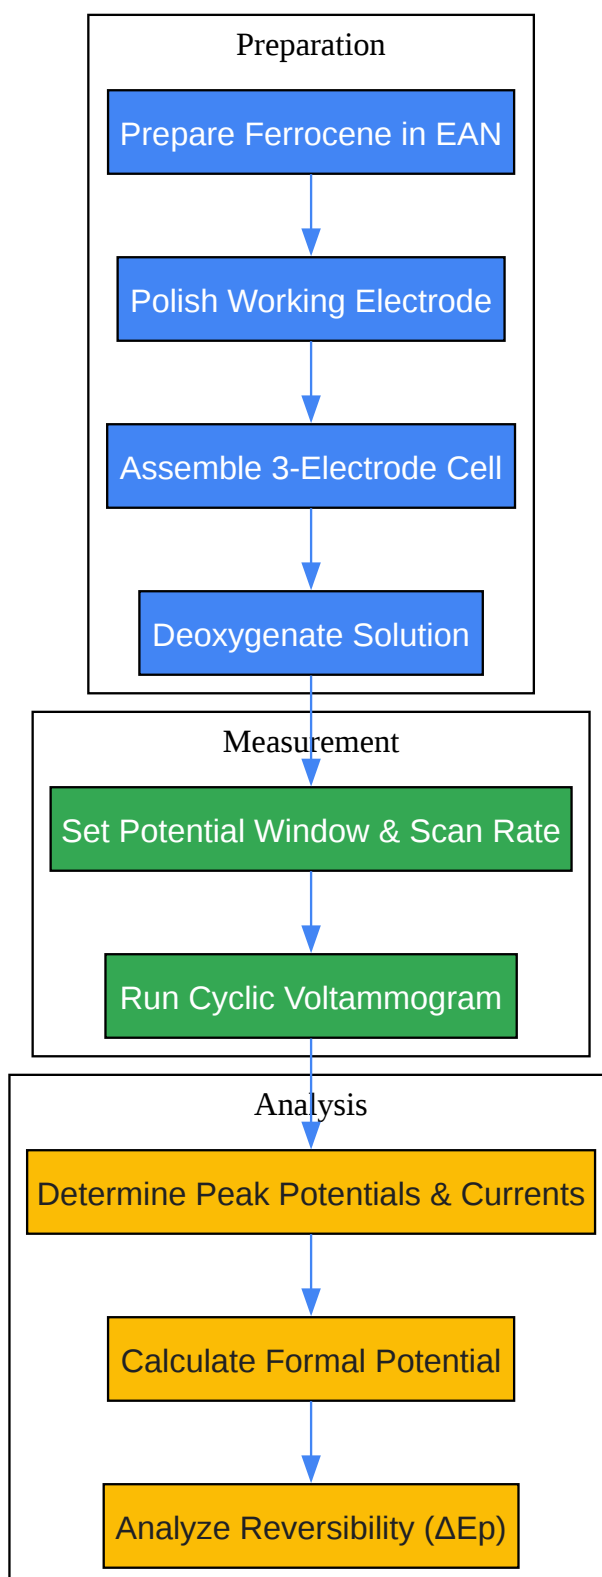 Preparation
Prepare Ferrocene in EAN
Polish Working Electrode
Assemble 3-Electrode Cell
Deoxygenate Solution
Measurement
Set Potential Window & Scan Rate
Run Cyclic Voltammogram
Analysis
Determine Peak Potentials & Currents
Calculate Formal Potential
Analyze Reversibility (ΔEp)